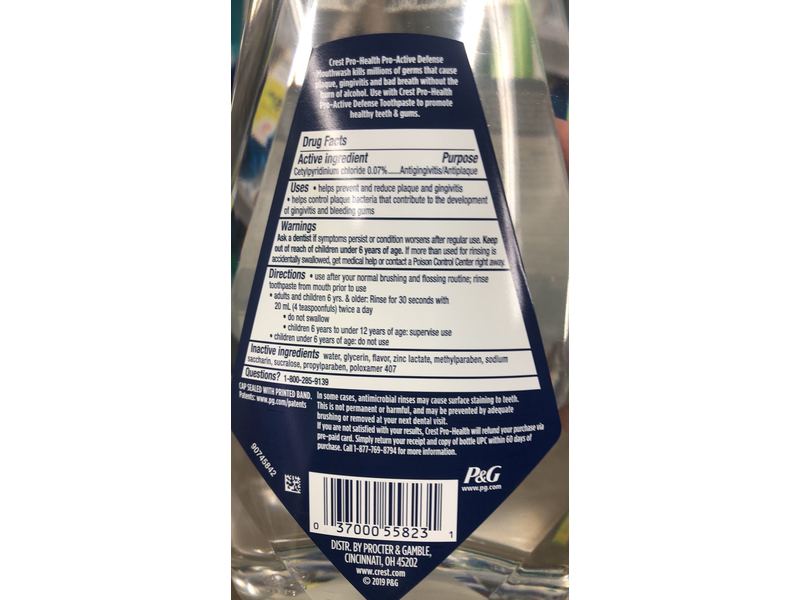 Crest Pro-Health Pro-Active Defense
Mouthwash kills millions of germs that cause
plaque, gingivitis and bad breath without the
burn of alcohol. Use with Crest Pro-Health
Pro-Active Defense Toothpaste to promote
healthy teeth & gums.
Drug Facts
Active ingredient Purpose
Cetylpyridinium chloride 0.07%.....Antigingivitis/Antiplaque
Uses • helps prevent and reduce plaque and gingivitis
• helps control plaque bacteria that contribute to the development
of gingivitis and bleeding gums
Warnings
Ask a dentist if symptoms persist or condition worsens after regular use. Keep
out of reach of children under 6 years of age. If more than used for rinsing is
accidentally swallowed, get medical help or contact a Poison Control Center right away.
Directions • use after your normal brushing and flossing routine; rinse
toothpaste from mouth prior to use
• adults and children 6 yrs. & older: Rinse for 30 seconds with
20 mL (4 teaspoonfuls) twice a day
• do not swallow
• children 6 years to under 12 years of age: supervise use
• children under 6 years of age: do not use
Inactive ingredients water, glycerin, flavor, zinc lactate, methylparaben, sodium
saccharin, sucralose, propylparaben, poloxamer 407
Questions? 1-800-285-9139
CAP SEALED WITH PRINTED BAND.
Patents: www.pg.com/patents
In some cases, antimicrobial rinses may cause surface staining to teeth.
This is not permanent or harmful, and may be prevented by adequate
brushing or removed at your next dental visit.
If you are not satisfied with your results, Crest Pro-Health will refund your purchase via
pre-paid card. Simply return your receipt and copy of bottle UPC within 60 days of
purchase. Call 1-877-769-8794 for more information.
90745842
P&G
www.pg.com
0 37000 55823 1
DISTR. BY PROCTER & GAMBLE,
CINCINNATI, OH 45202
www.crest.com
© 2019 P&G